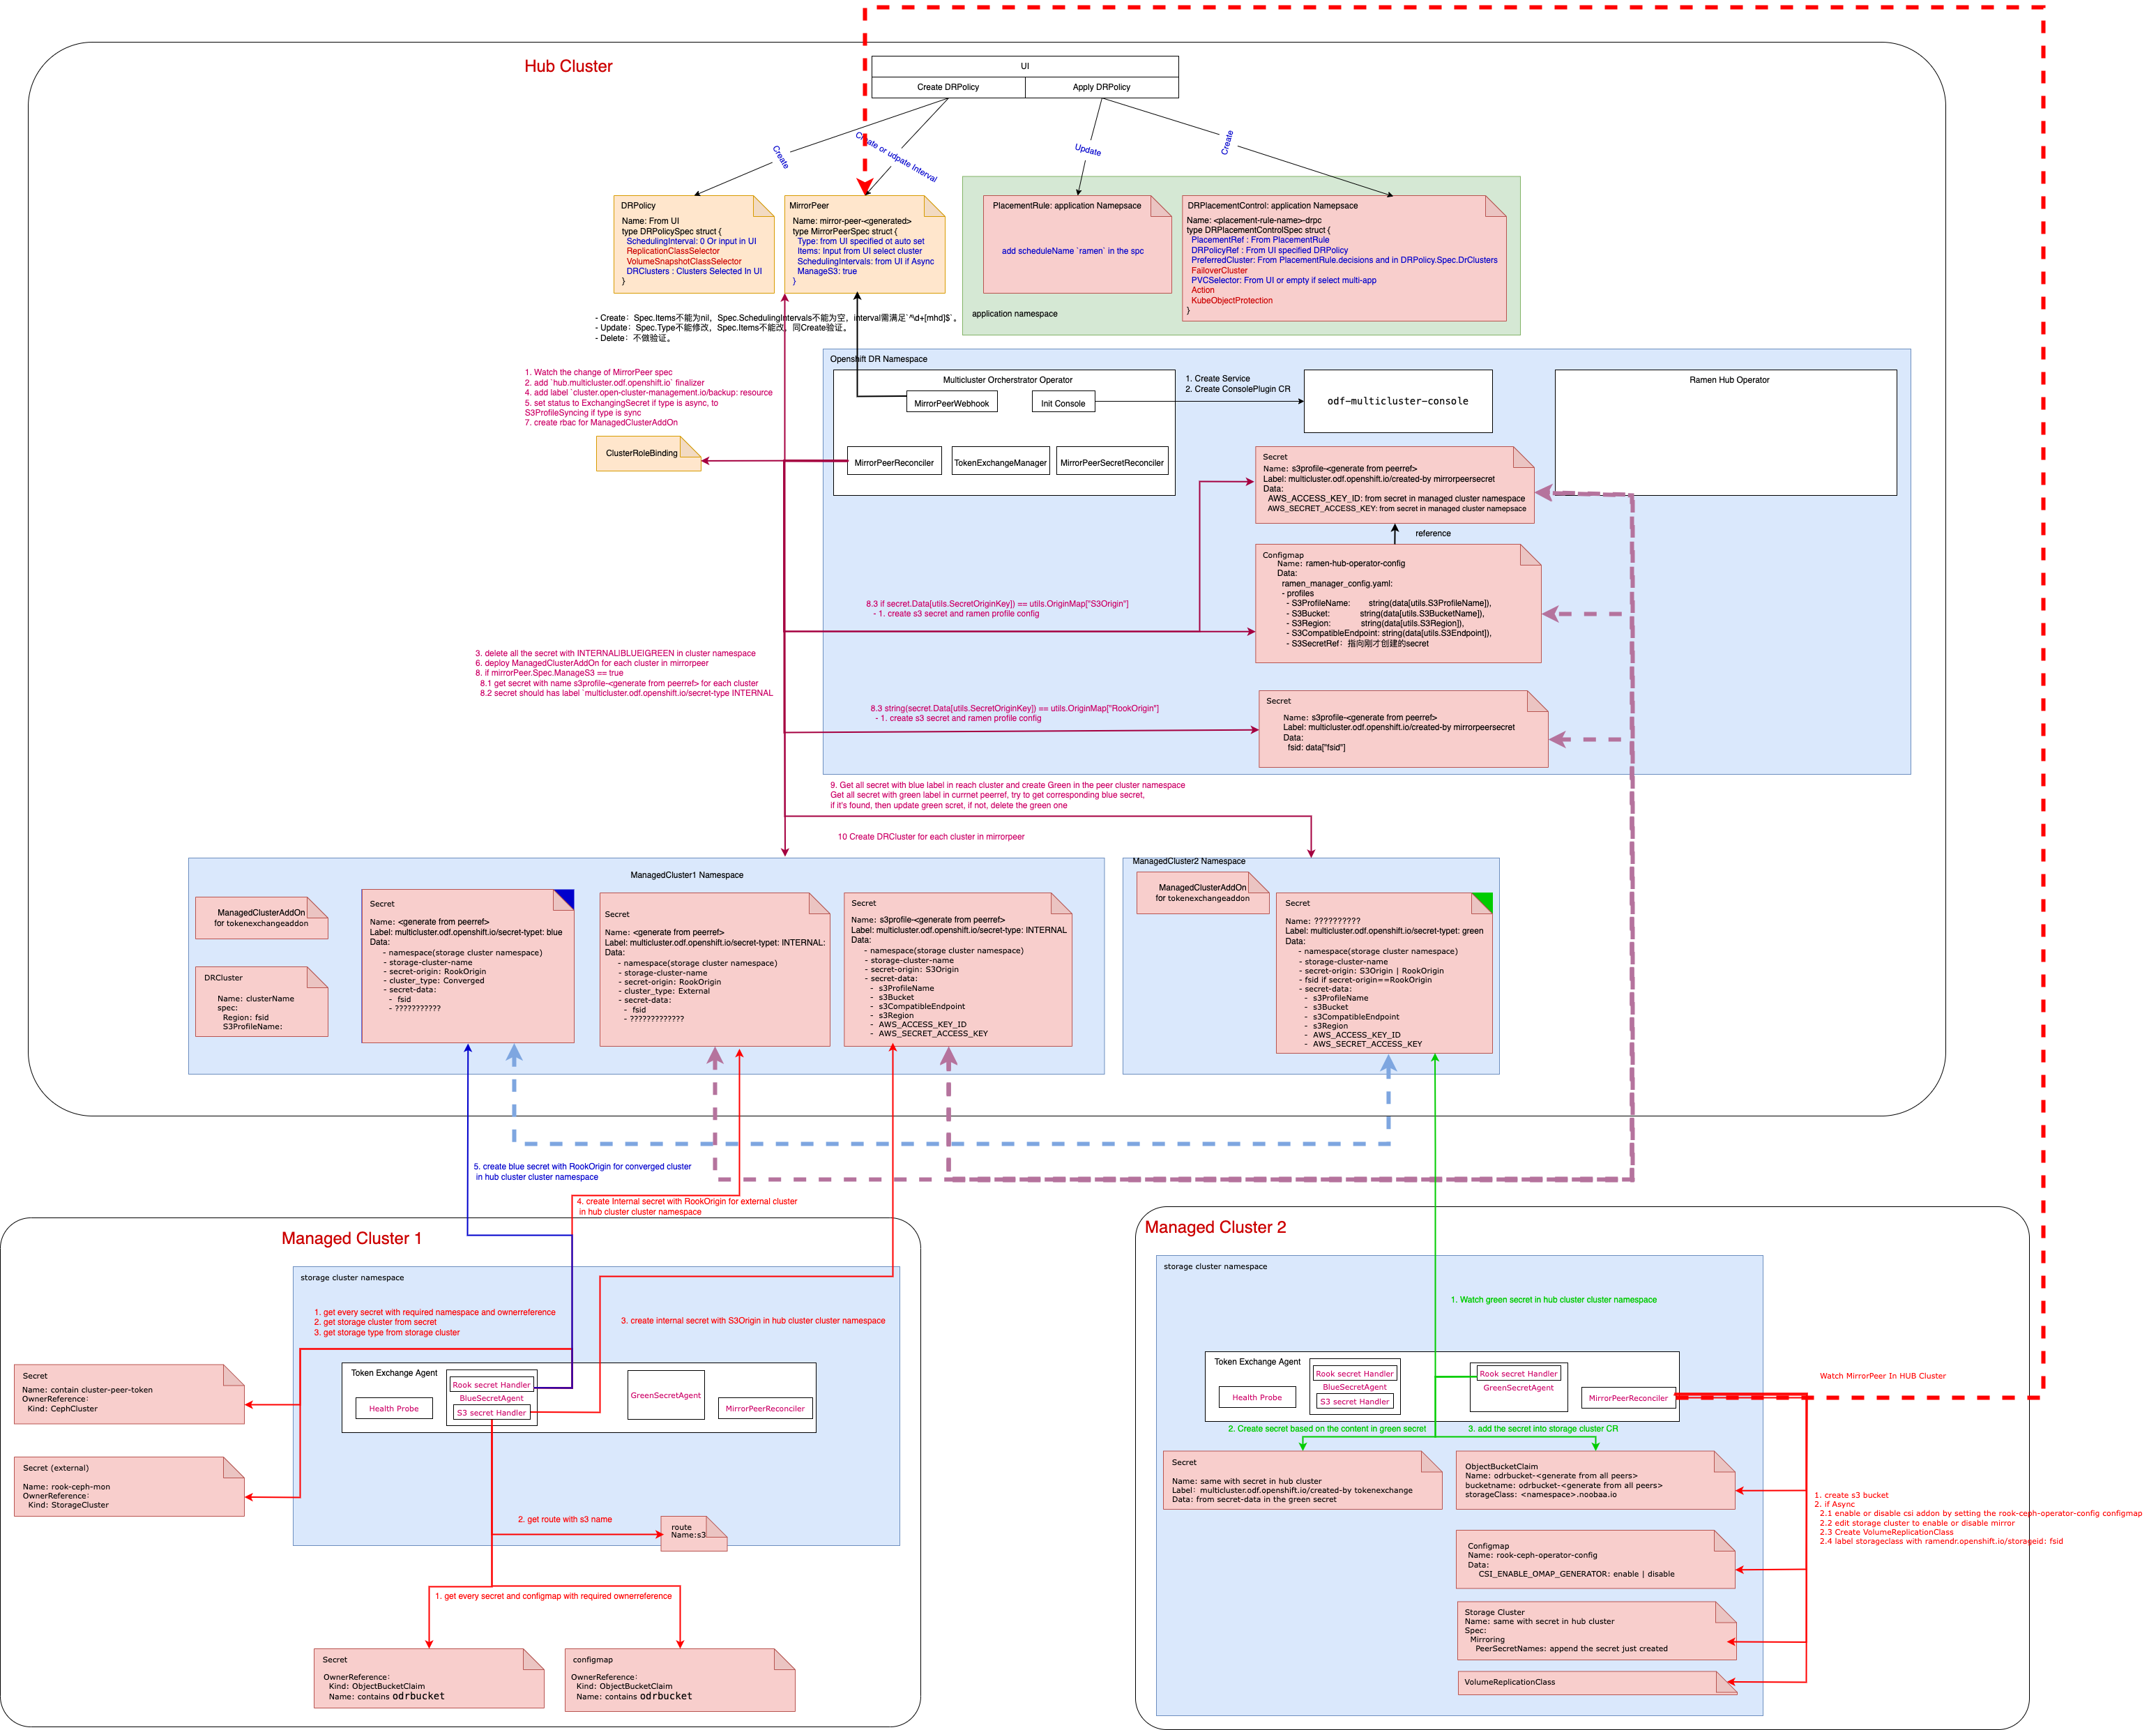 Hub Cluster
UI
Create DRPolicy
Apply DRPolicy
Create
Create or udpate Interval
Update
Create
DRPolicy
Name: From UI
type DRPolicySpec struct {
SchedulingInterval: 0 Or input in UI
ReplicationClassSelector
VolumeSnapshotClassSelector
DRClusters : Clusters Selected In UI
}
MirrorPeer
Name: mirror-peer-<generated>
type MirrorPeerSpec struct {
Type: from UI specified ot auto set
Items: Input from UI select cluster
SchedulingIntervals: from UI if Async
ManageS3: true
}
PlacementRule: application Namepsace
add scheduleName `ramen` in the spc
DRPlacementControl: application Namepsace
Name: <placement-rule-name>-drpc
type DRPlacementControlSpec struct {
PlacementRef : From PlacementRule
DRPolicyRef : From UI specified DRPolicy
PreferredCluster: From PlacementRule.decisions and in DRPolicy.Spec.DrClusters
FailoverCluster
PVCSelector: From UI or empty if select multi-app
Action
KubeObjectProtection
}
application namespace
- Create：Spec.Items不能为nil，Spec.SchedulingIntervals不能为空，interval需满足`^\d+[mhd]$`。
- Update：Spec.Type不能修改，Spec.Items不能改，同Create验证。
- Delete：不做验证。
Openshift DR Namespace
1. Watch the change of MirrorPeer spec
2. add `hub.multicluster.odf.openshift.io` finalizer
4. add label `cluster.open-cluster-management.io/backup: resource
5. set status to ExchangingSecret if type is async, to
S3ProfileSyncing if type is sync
7. create rbac for ManagedClusterAddOn
ClusterRoleBinding
Multicluster Orcherstrator Operator
MirrorPeerWebhook
Init Console
MirrorPeerReconciler
TokenExchangeManager
MirrorPeerSecretReconciler
1. Create Service
2. Create ConsolePlugin CR
odf-multicluster-console
Ramen Hub Operator
Secret
Name: s3profile-<generate from peerref>
Label: multicluster.odf.openshift.io/created-by mirrorpeersecret
Data:
AWS_ACCESS_KEY_ID: from secret in managed cluster namespace
AWS_SECRET_ACCESS_KEY: from secret in managed cluster namepsace
reference
Configmap
Name: ramen-hub-operator-config
Data:
ramen_manager_config.yaml:
- profiles
- S3ProfileName: string(data[utils.S3ProfileName]),
- S3Bucket: string(data[utils.S3BucketName]),
- S3Region: string(data[utils.S3Region]),
- S3CompatibleEndpoint: string(data[utils.S3Endpoint]),
- S3SecretRef：指向刚才创建的secret
8.3 if secret.Data[utils.SecretOriginKey]) == utils.OriginMap["S3Origin"]
- 1. create s3 secret and ramen profile config
3. delete all the secret with INTERNAL|BLUE|GREEN in cluster namespace
6. deploy ManagedClusterAddOn for each cluster in mirrorpeer
8. if mirrorPeer.Spec.ManageS3 == true
8.1 get secret with name s3profile-<generate from peerref> for each cluster
8.2 secret should has label `multicluster.odf.openshift.io/secret-type INTERNAL
8.3 string(secret.Data[utils.SecretOriginKey]) == utils.OriginMap["RookOrigin"]
- 1. create s3 secret and ramen profile config
Secret
Name: s3profile-<generate from peerref>
Label: multicluster.odf.openshift.io/created-by mirrorpeersecret
Data:
fsid: data["fsid"]
9. Get all secret with blue label in reach cluster and create Green in the peer cluster namespace
Get all secret with green label in currnet peerref, try to get corresponding blue secret,
if it's found, then update green scret, if not, delete the green one
10 Create DRCluster for each cluster in mirrorpeer
ManagedCluster1 Namespace
ManagedClusterAddOn
for tokenexchangeaddon
DRCluster
Name: clusterName
spec:
Region: fsid
S3ProfileName:
Secret
Name: <generate from peerref>
Label: multicluster.odf.openshift.io/secret-typet: blue
Data:
- namespace(storage cluster namespace)
- storage-cluster-name
- secret-origin: RookOrigin
- cluster_type: Converged
- secret-data:
- fsid
- ???????????
Secret
Name: <generate from peerref>
Label: multicluster.odf.openshift.io/secret-typet: INTERNAL:
Data:
- namespace(storage cluster namespace)
- storage-cluster-name
- secret-origin: RookOrigin
- cluster_type: External
- secret-data:
- fsid
- ?????????????
Secret
Name: s3profile-<generate from peerref>
Label: multicluster.odf.openshift.io/secret-type: INTERNAL
Data:
- namespace(storage cluster namespace)
- storage-cluster-name
- secret-origin: S3Origin
- secret-data:
- s3ProfileName
- s3Bucket
- s3CompatibleEndpoint
- s3Region
- AWS_ACCESS_KEY_ID
- AWS_SECRET_ACCESS_KEY
ManagedCluster2 Namespace
ManagedClusterAddOn
for tokenexchangeaddon
Secret
Name: ??????????
Label: multicluster.odf.openshift.io/secret-typet: green
Data:
- namespace(storage cluster namespace)
- storage-cluster-name
- secret-origin: S3Origin | RookOrigin
- fsid if secret-origin==RookOrigin
- secret-data:
- s3ProfileName
- s3Bucket
- s3CompatibleEndpoint
- s3Region
- AWS_ACCESS_KEY_ID
- AWS_SECRET_ACCESS_KEY
5. create blue secret with RookOrigin for converged cluster
in hub cluster cluster namespace
4. create Internal secret with RookOrigin for external cluster
in hub cluster cluster namespace
Managed Cluster 1
storage cluster namespace
1. get every secret with required namespace and ownerreference
2. get storage cluster from secret
3. get storage type from storage cluster
3. create internal secret with S3Origin in hub cluster cluster namespace
Secret
Name: contain cluster-peer-token
OwnerReference：
Kind: CephCluster
Secret (external)
Name: rook-ceph-mon
OwnerReference：
Kind: StorageCluster
Token Exchange Agent
Health Probe
Rook secret Handler
BlueSecretAgent
S3 secret Handler
GreenSecretAgent
MirrorPeerReconciler
2. get route with s3 name
route
Name:s3
1. get every secret and configmap with required ownerreference
Secret
OwnerReference：
Kind: ObjectBucketClaim
Name: contains odrbucket
configmap
OwnerReference：
Kind: ObjectBucketClaim
Name: contains odrbucket
Managed Cluster 2
storage cluster namespace
1. Watch green secret in hub cluster cluster namespace
Token Exchange Agent
Health Probe
Rook secret Handler
BlueSecretAgent
S3 secret Handler
Rook secret Handler
GreenSecretAgent
MirrorPeerReconciler
Watch MirrorPeer In HUB Cluster
2. Create secret based on the content in green secret
3. add the secret into storage cluster CR
Secret
Name: same with secret in hub cluster
Label：multicluster.odf.openshift.io/created-by tokenexchange
Data: from secret-data in the green secret
ObjectBucketClaim
Name: odrbucket-<generate from all peers>
bucketname: odrbucket-<generate from all peers>
storageClass: <namespace>.noobaa.io
1. create s3 bucket
2. if Async
2.1 enable or disable csi addon by setting the rook-ceph-operator-config configmap
2.2 edit storage cluster to enable or disable mirror
2.3 Create VolumeReplicationClass
2.4 label storageclass with ramendr.openshift.io/storageid: fsid
Configmap
Name: rook-ceph-operator-config
Data:
CSI_ENABLE_OMAP_GENERATOR: enable | disable
Storage Cluster
Name: same with secret in hub cluster
Spec:
Mirroring
PeerSecretNames: append the secret just created
VolumeReplicationClass